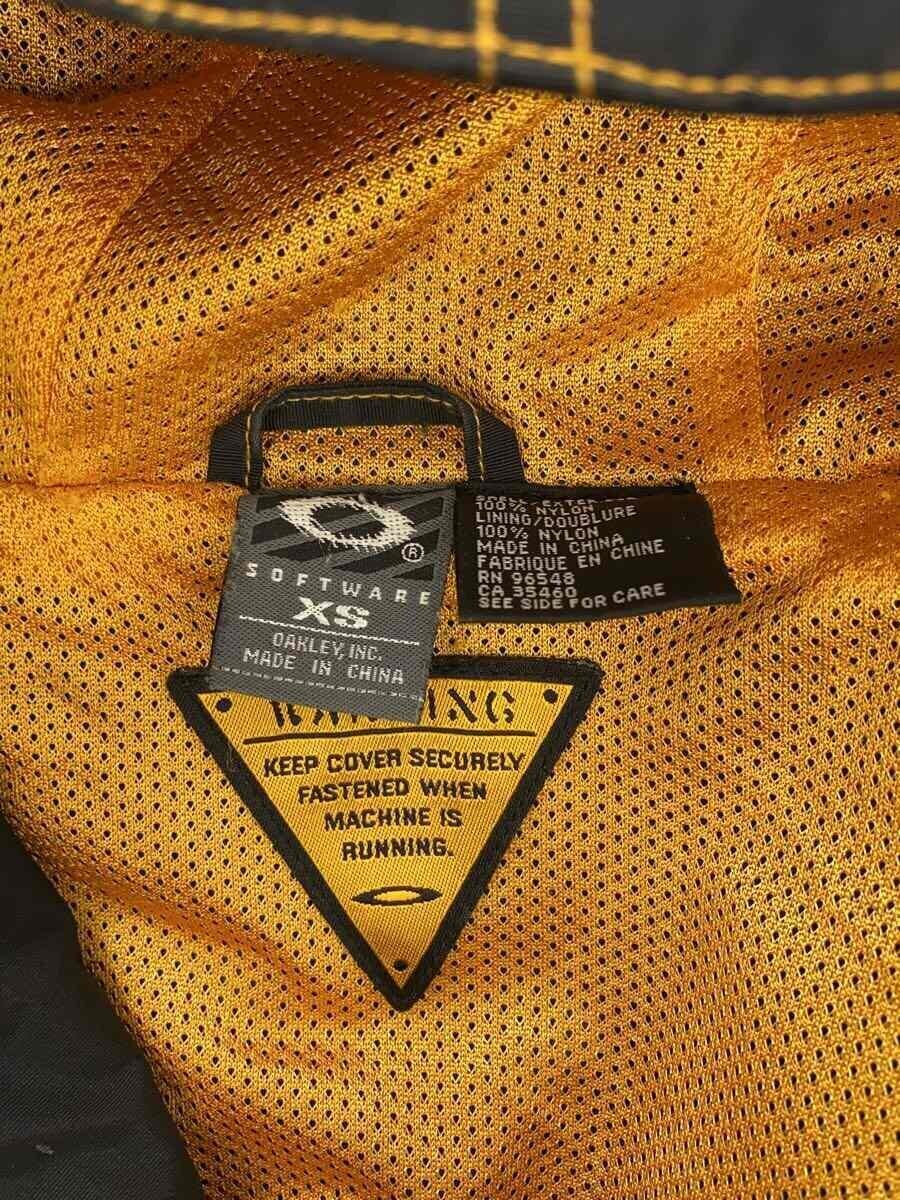 ®
SOFTWARE
XS
OAKLEY, INC.
MADE IN CHINA
100% NYLON
LINING/DOUBLURE
100% NYLON
MADE IN CHINA
FABRIQUE EN CHINE
RN 96548
CA 35460
SEE SIDE FOR CARE
KEEP COVER SECURELY
FASTENED WHEN
MACHINE IS
RUNNING.